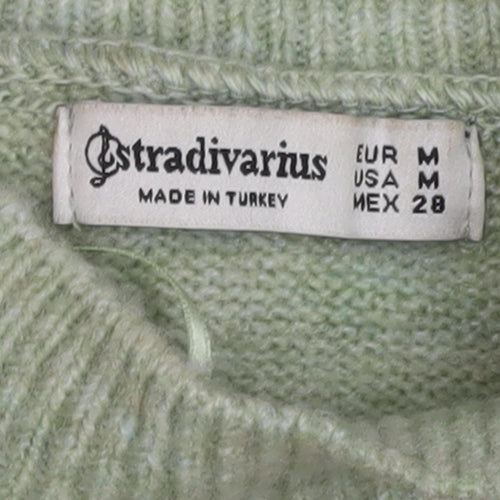 stradivarius
MADE IN TURKEY
EUR M
USA M
MEX 28